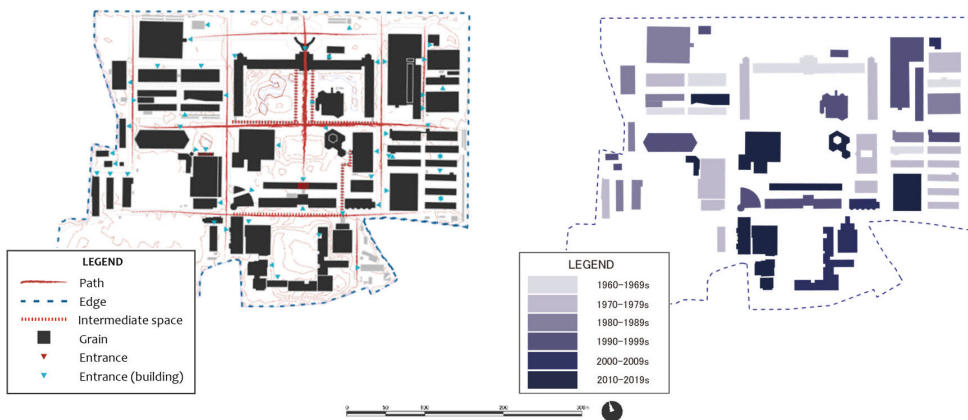 LEGEND
Path
Edge
Intermediate space
Grain
Entrance
Entrance (building)
LEGEND
1960-1969s
1970-1979s
1980-1989s
1990-1999s
2000-2009s
2010-2019s
0 50 100 200 300m